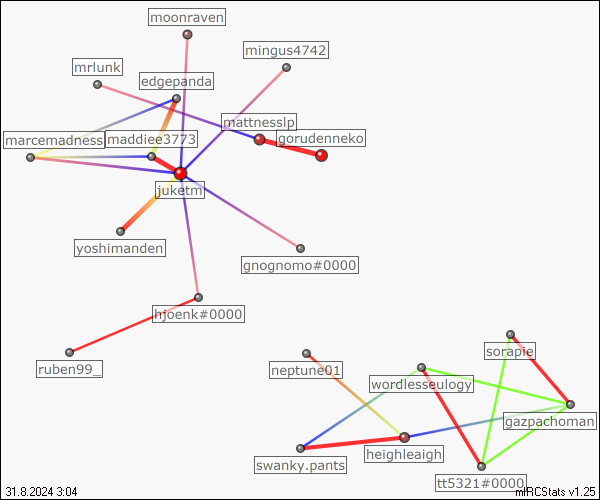 moonraven
mingus4742
mrlunk
edgepanda
mattnesslp
gorudenneko
marcemadness
maddiee3773
juketm
yoshimanden
gnognomo#0000
hjoenk#0000
ruben99_
sorapie
neptune01
wordlesseulogy
gazpachoman
heighleaigh
swanky.pants
tt5321#0000
31.8.2024 3:04
mIRCStats v1.25